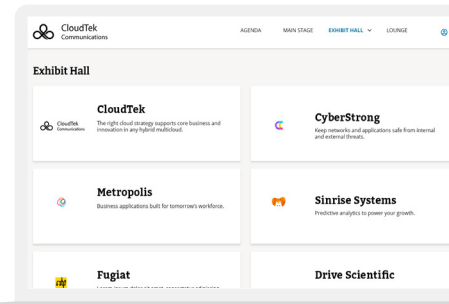 CloudTek
Communications
AGENDA
MAIN STAGE
EXHIBIT HALL
LOUNGE
Exhibit Hall
CloudTek
Communications
CloudTek
The right cloud strategy supports core business and
innovation in any hybrid multicloud.
CyberStrong
Keep networks and applications safe from internal
and external threats.
Metropolis
Business applications built for tomorrow's workforce.
Sinrise Systems
Predictive analytics to power your growth.
Fugiat
Drive Scientific